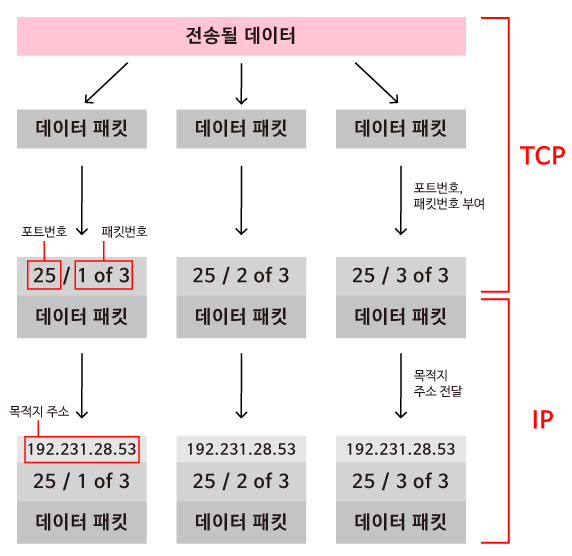 전송될 데이터
데이터 패킷
데이터 패킷
데이터 패킷
TCP
포트번호,
패킷번호 부여
포트번호
패킷번호
25 / 1 of 3
25 / 2 of 3
25 / 3 of 3
데이터 패킷
데이터 패킷
데이터 패킷
목적지
주소 전달
IP
목적지 주소
192.231.28.53
192.231.28.53
192.231.28.53
25 / 1 of 3
25 / 2 of 3
25 / 3 of 3
데이터 패킷
데이터 패킷
데이터 패킷